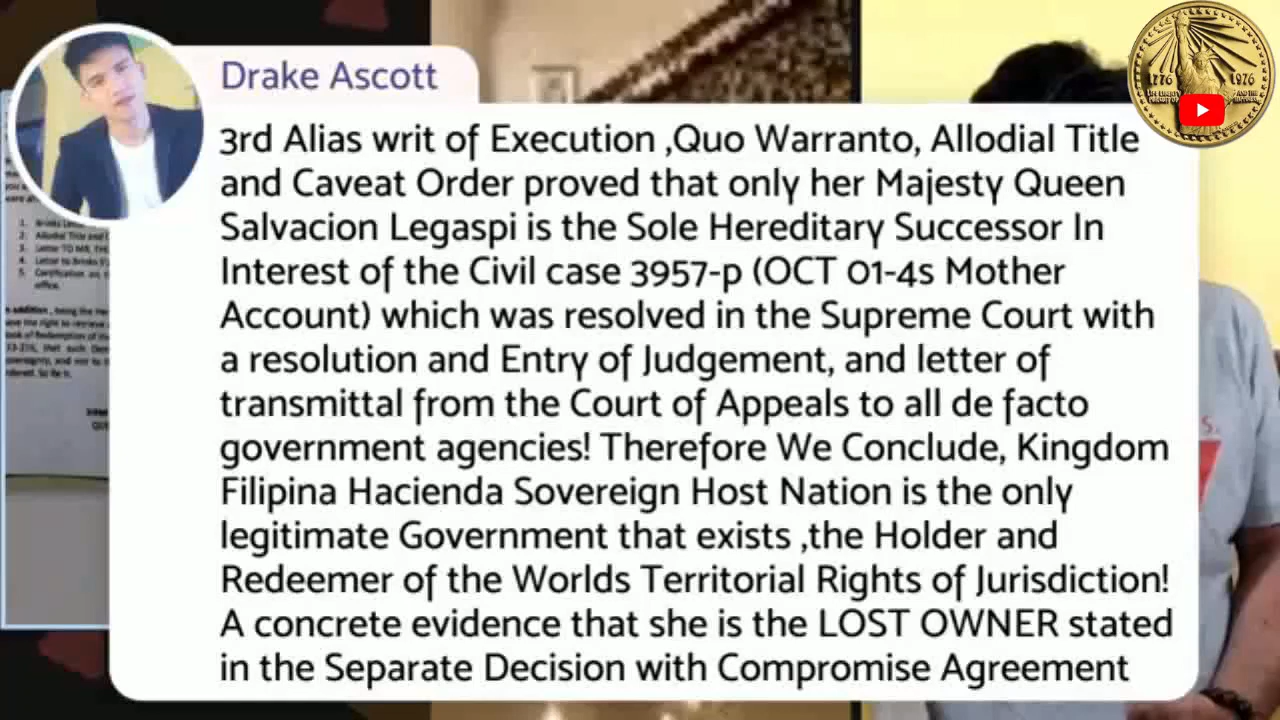 Drake Ascott
3rd Alias writ of Execution ,Quo Warranto, Allodial Title
and Caveat Order proved that only her Majesty Queen
Salvacion Legaspi is the Sole Hereditary Successor In
Interest of the Civil case 3957-p (OCT 01-4s Mother
Account) which was resolved in the Supreme Court with
a resolution and Entry of Judgement, and letter of
transmittal from the Court of Appeals to all de facto
government agencies! Therefore We Conclude, Kingdom
Filipina Hacienda Sovereign Host Nation is the only
legitimate Government that exists ,the Holder and
Redeemer of the Worlds Territorial Rights of Jurisdiction!
A concrete evidence that she is the LOST OWNER stated
in the Separate Decision with Compromise Agreement
1776 1976